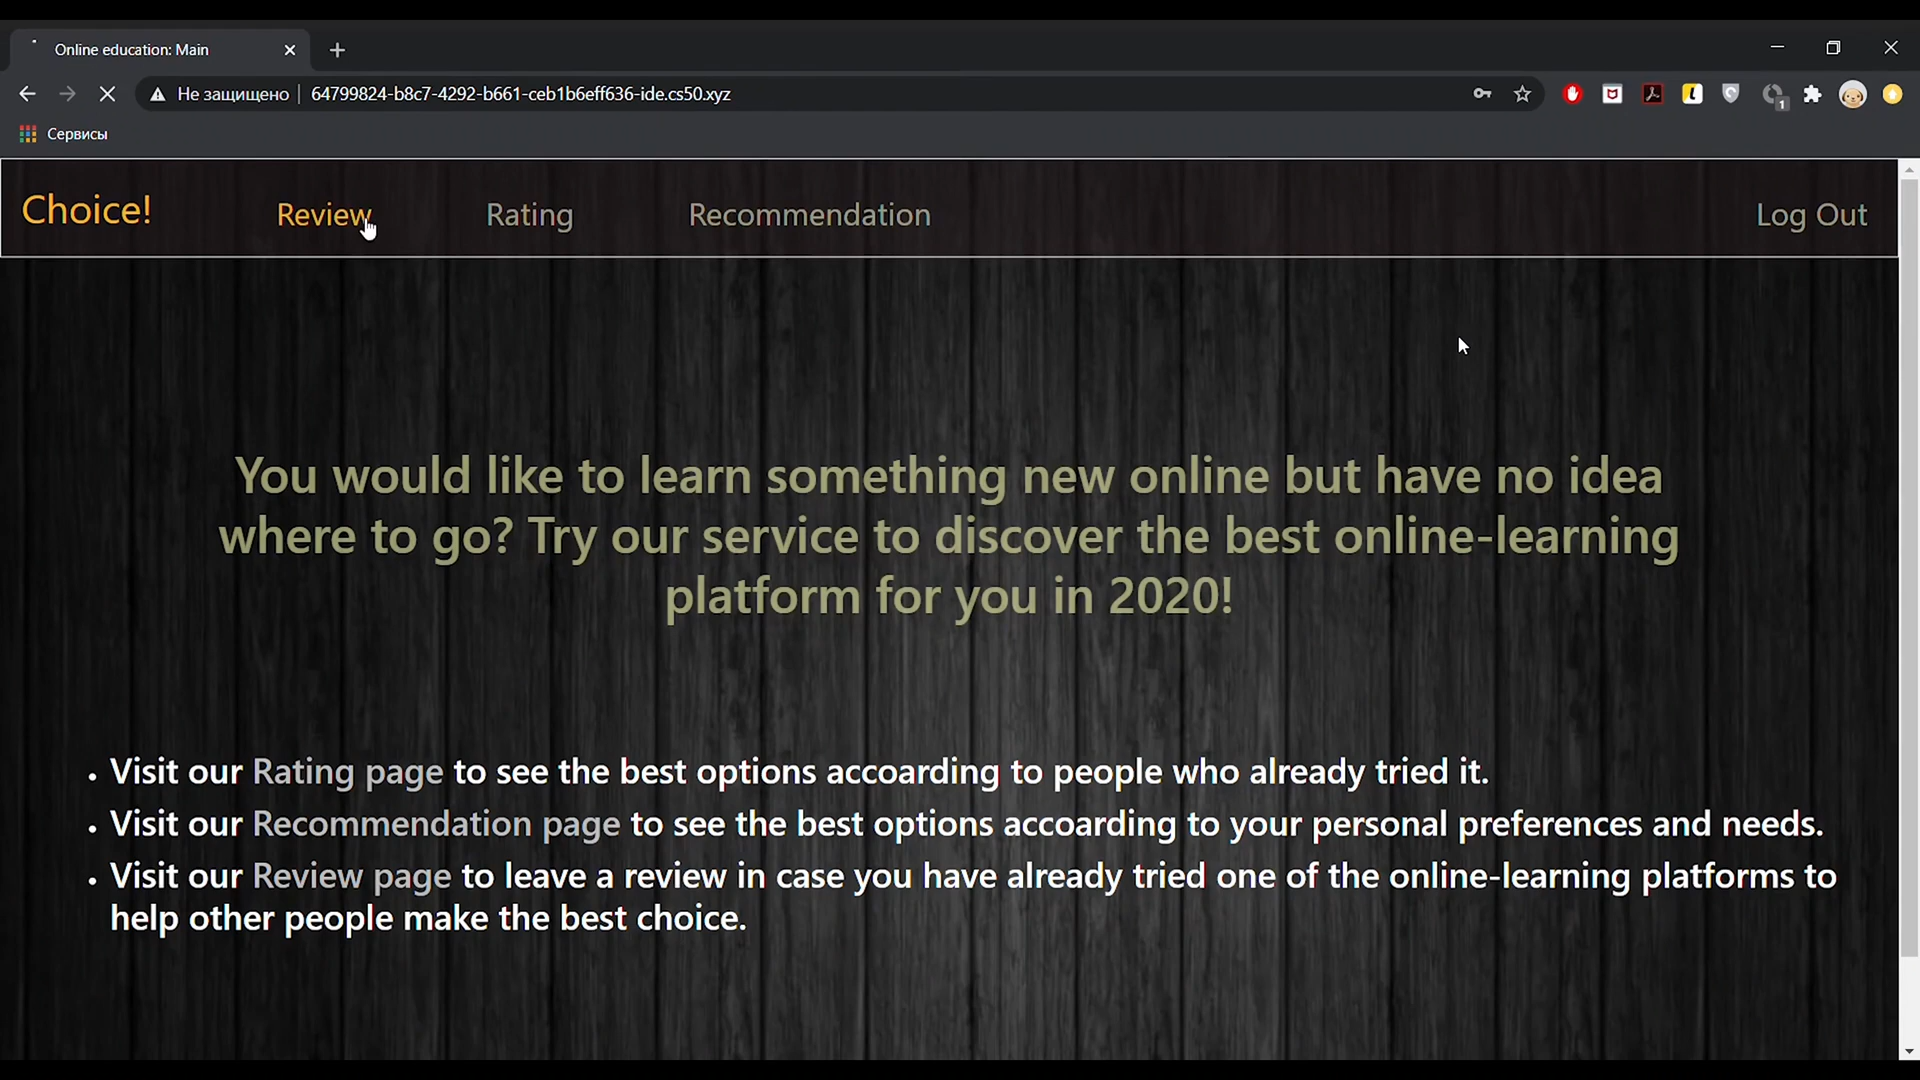 Online education: Main
Не защищено
64799824-b8c7-4292-b661-ceb1b6eff636-ide.cs50.xyz
1
Сервисы
Choice!
Review
Rating
Recommendation
Log Out
You would like to learn something new online but have no idea
where to go? Try our service to discover the best online-learning
platform for you in 2020!
• Visit our Rating page to see the best options accoarding to people who already tried it.
• Visit our Recommendation page to see the best options accoarding to your personal preferences and needs.
• Visit our Review page to leave a review in case you have already tried one of the online-learning platforms to
help other people make the best choice.